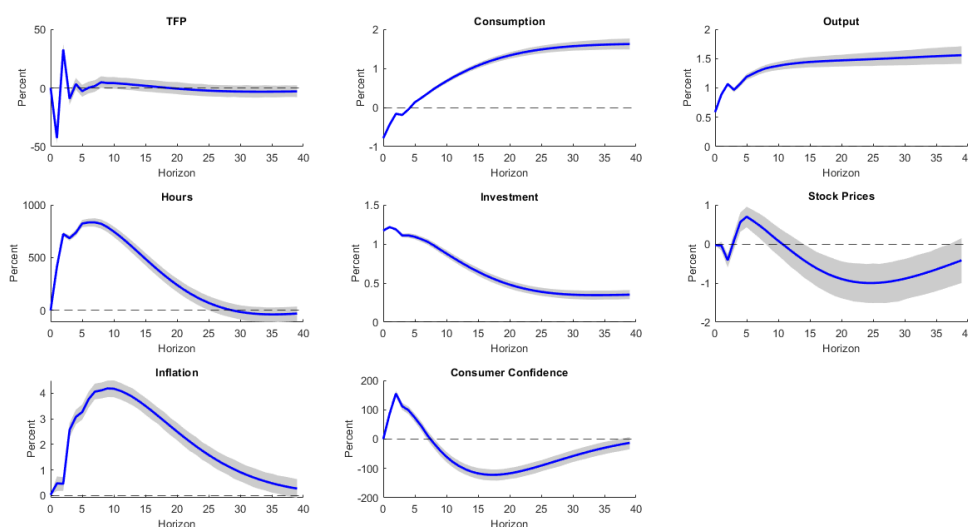 TFP
50
0
-50
Percent
0 5 10 15 20 25 30 35 40
Horizon
Consumption
2
1
0
-1
Percent
0 5 10 15 20 25 30 35 40
Horizon
Output
2
1.5
1
0.5
0
Percent
0 5 10 15 20 25 30 35 40
Horizon
Hours
1000
500
0
Percent
0 5 10 15 20 25 30 35 40
Horizon
Investment
1.5
1
0.5
0
Percent
0 5 10 15 20 25 30 35 40
Horizon
Stock Prices
1
0
-1
-2
Percent
0 5 10 15 20 25 30 35 40
Horizon
Inflation
4
3
2
1
0
Percent
0 5 10 15 20 25 30 35 40
Horizon
Consumer Confidence
200
100
0
-100
-200
Percent
0 5 10 15 20 25 30 35 40
Horizon